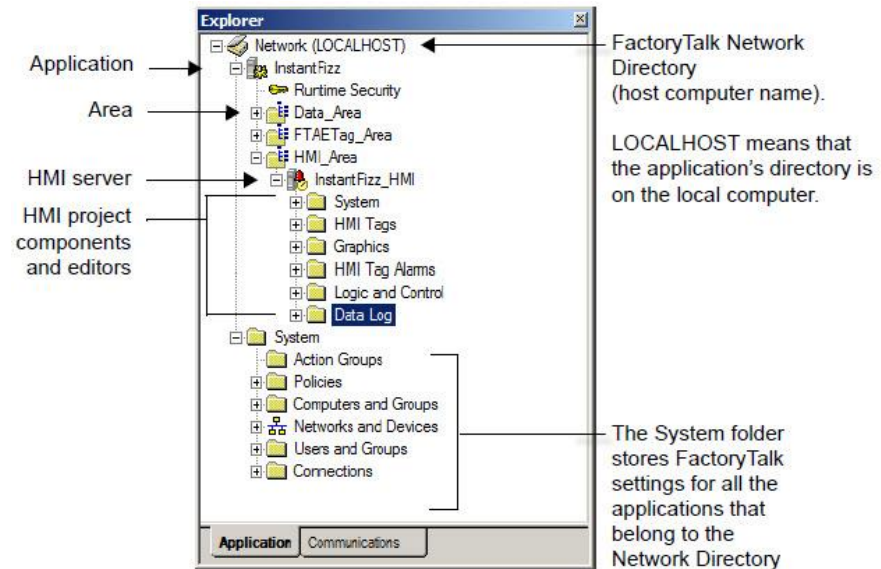 Explorer
Network (LOCALHOST)
InstantFizz
Runtime Security
Data_Area
FTAETag_Area
HMI_Area
InstantFizz_HMI
System
HMI Tags
Graphics
HMI Tag Alarms
Logic and Control
Data Log
System
Action Groups
Policies
Computers and Groups
Networks and Devices
Users and Groups
Connections
Application
Communications
Application
Area
HMI server
HMI project
components
and editors
FactoryTalk Network
Directory
(host computer name).
LOCALHOST means that
the application's directory is
on the local computer.
The System folder
stores FactoryTalk
settings for all the
applications that
belong to the
Network Directory